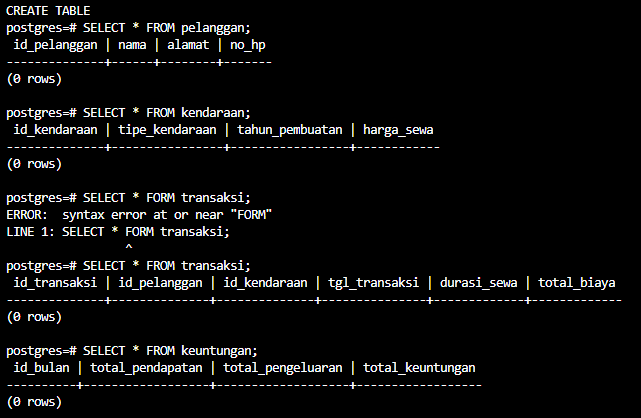 CREATE TABLE
postgres=# SELECT * FROM pelanggan;
 id_pelanggan | nama | alamat | no_hp
--------------+------+--------+-------
(0 rows)

postgres=# SELECT * FROM kendaraan;
 id_kendaraan | tipe_kendaraan | tahun_pembuatan | harga_sewa
--------------+----------------+-----------------+------------
(0 rows)

postgres=# SELECT * FORM transaksi;
ERROR:  syntax error at or near "FORM"
LINE 1: SELECT * FORM transaksi;
                 ^
postgres=# SELECT * FROM transaksi;
 id_transaksi | id_pelanggan | id_kendaraan | tgl_transaksi | durasi_sewa | total_biaya
--------------+--------------+--------------+---------------+-------------+-------------
(0 rows)

postgres=# SELECT * FROM keuntungan;
 id_bulan | total_pendapatan | total_pengeluaran | total_keuntungan
----------+------------------+-------------------+------------------
(0 rows)